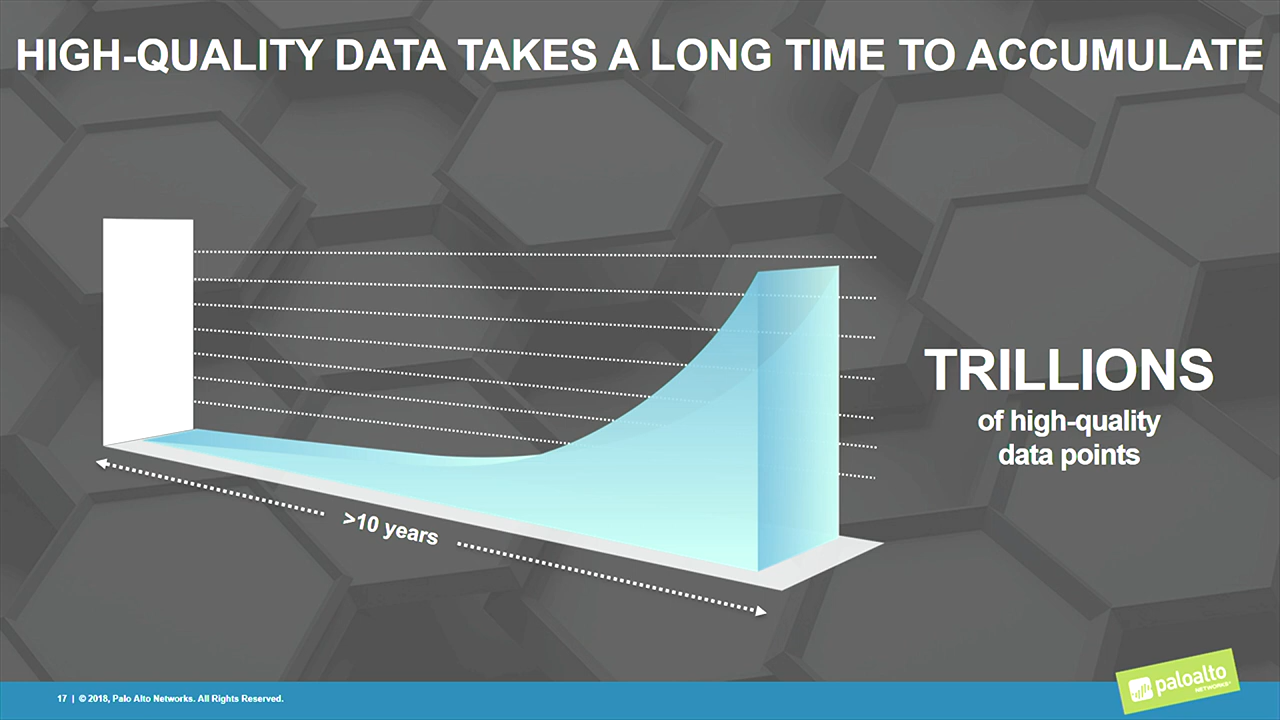 HIGH-QUALITY DATA TAKES A LONG TIME TO ACCUMULATE
TRILLIONS
of high-quality
data points
>10 years
17 | © 2018, Palo Alto Networks. All Rights Reserved.
paloalto
NETWORKS